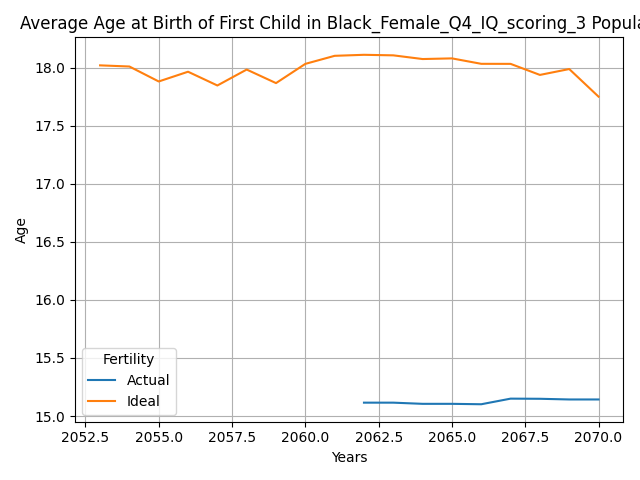 Average Age at Birth of First Child in Black_Female_Q4_IQ_scoring_3 Popula
18.0
17.5
17.0
16.5
16.0
15.5
15.0
Age
Fertility
Actual
Ideal
2052.5 2055.0 2057.5 2060.0 2062.5 2065.0 2067.5 2070.0
Years